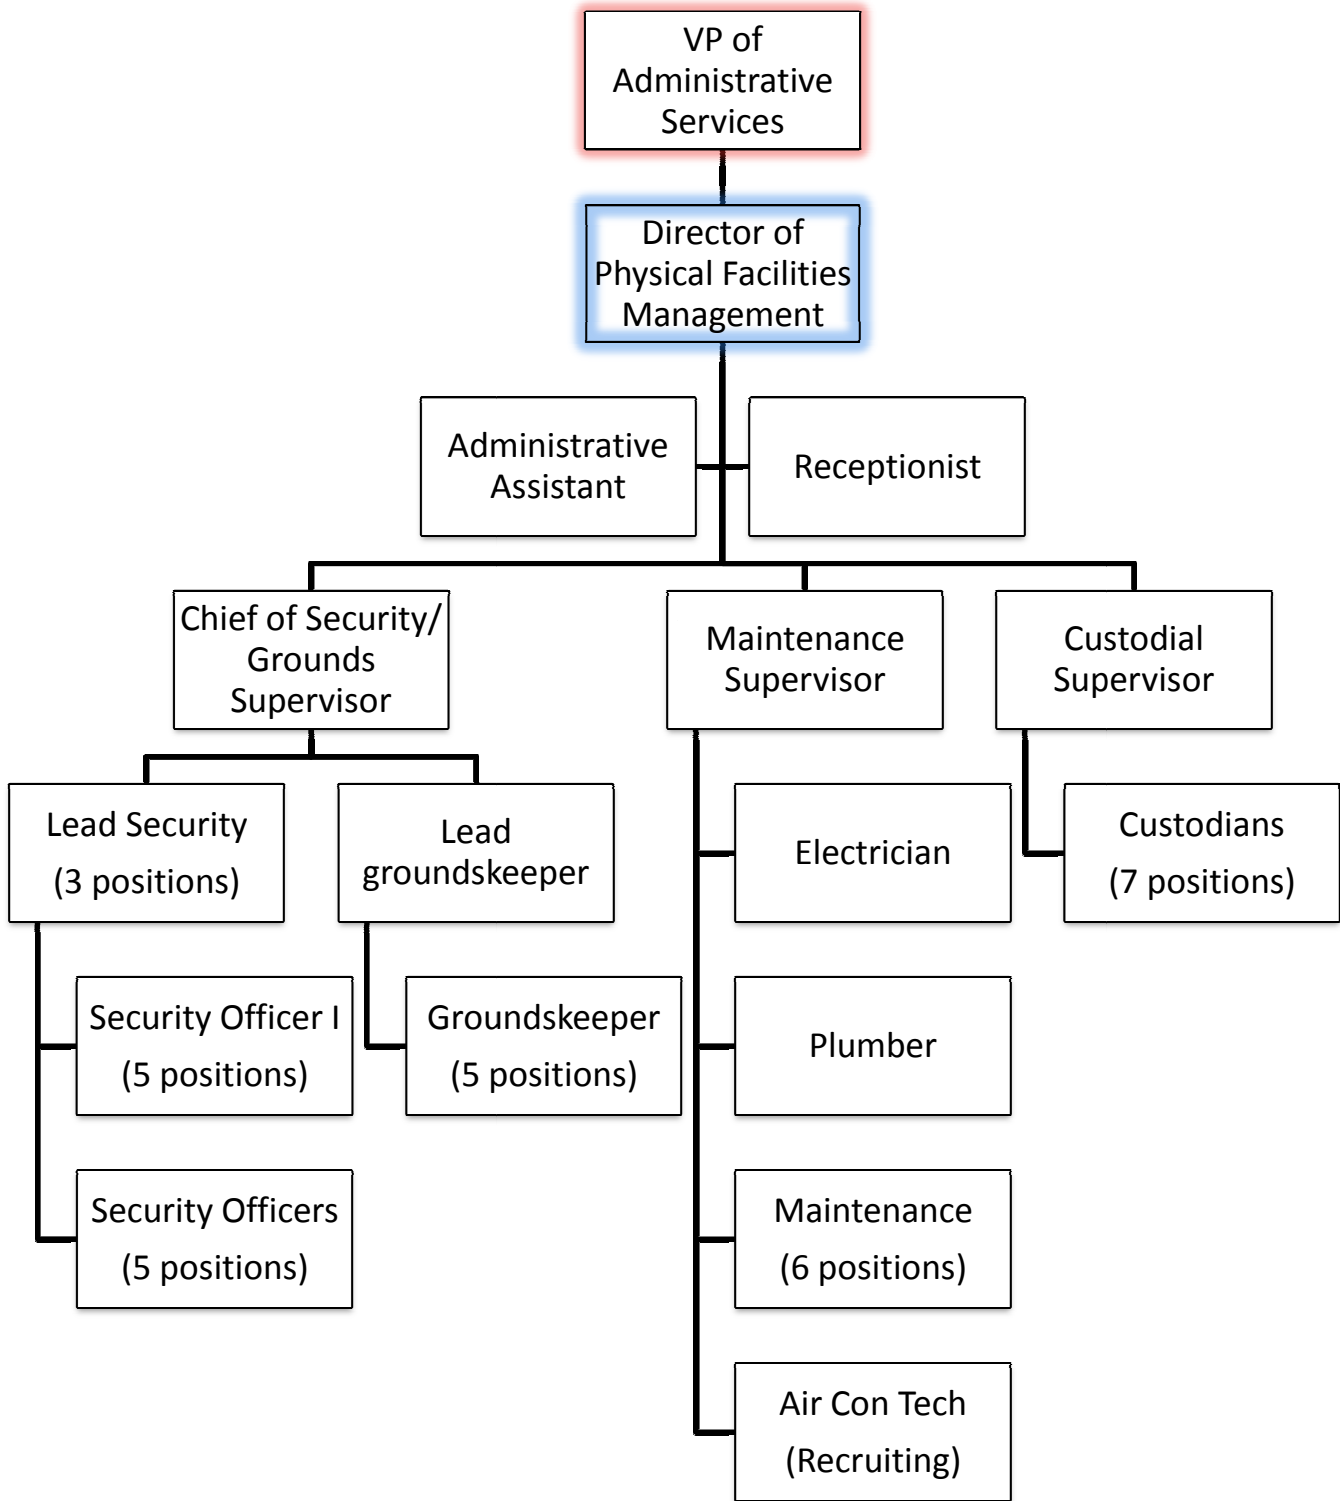 VP of
Administrative
Services
Director of
Physical Facilities
Management
Administrative
Assistant
Receptionist
Chief of Security/
Grounds
Supervisor
Maintenance
Supervisor
Custodial
Supervisor
Lead Security
(3 positions)
Lead
groundskeeper
Electrician
Custodians
(7 positions)
Security Officer I
(5 positions)
Groundskeeper
(5 positions)
Plumber
Security Officers
(5 positions)
Maintenance
(6 positions)
Air Con Tech
(Recruiting)